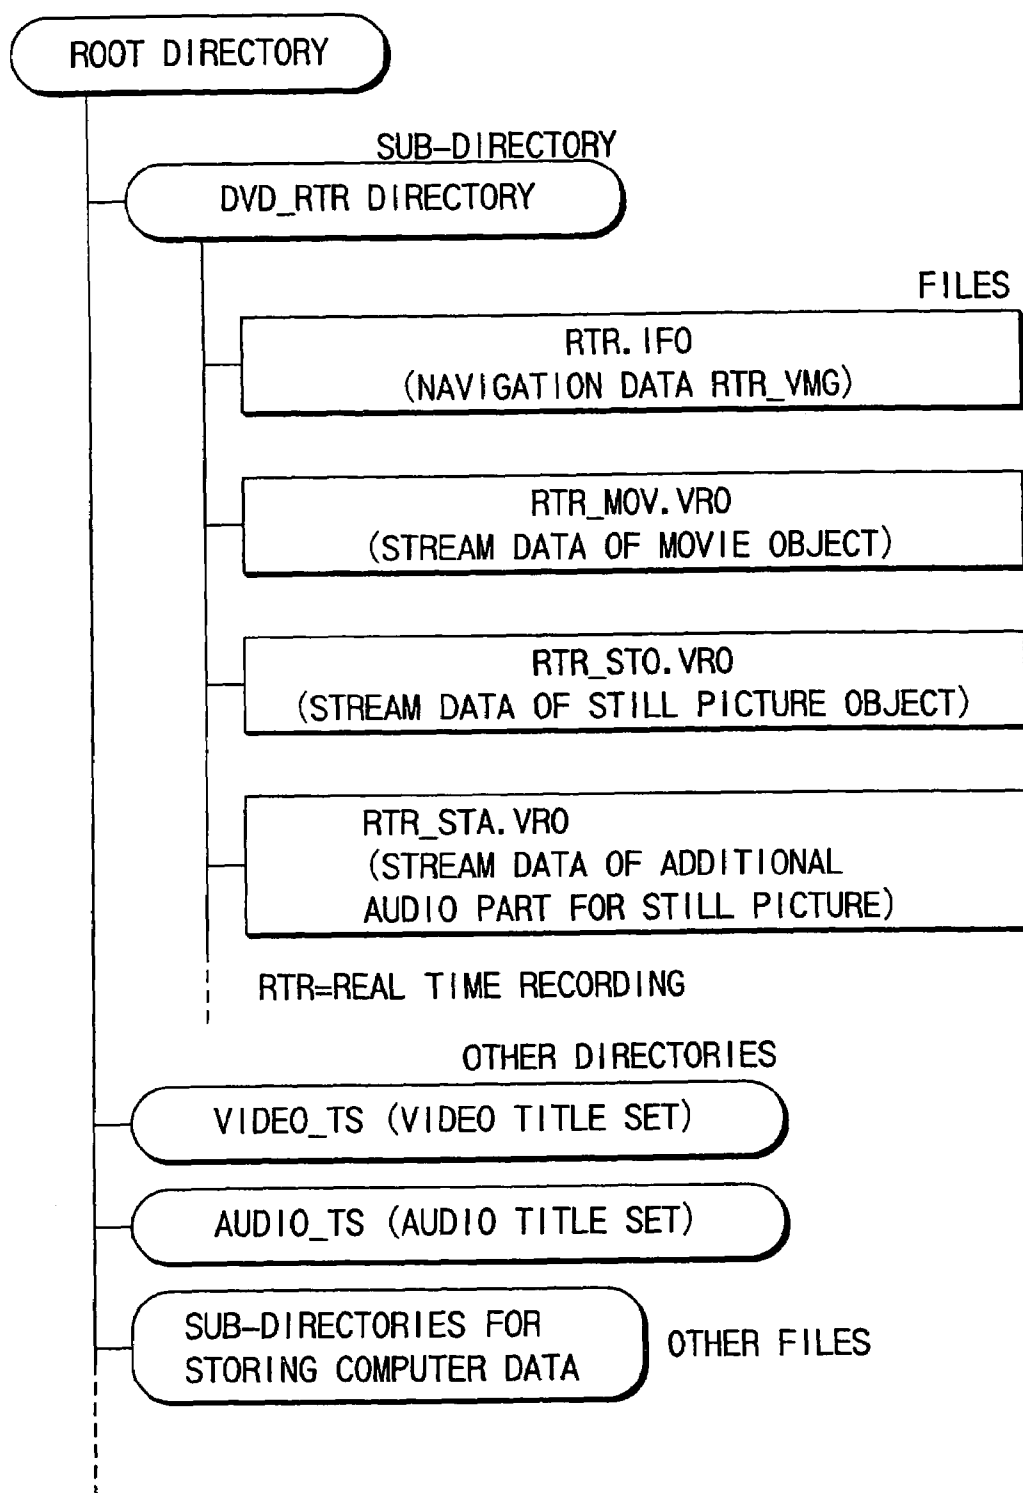 ROOT DIRECTORY
SUB-DIRECTORY
DVD_RTR DIRECTORY
FILES
RTR.IFO
(NAVIGATION DATA RTR_VMG)
RTR_MOV.VRO
(STREAM DATA OF MOVIE OBJECT)
RTR_STO.VRO
(STREAM DATA OF STILL PICTURE OBJECT)
RTR_STA.VRO
(STREAM DATA OF ADDITIONAL
AUDIO PART FOR STILL PICTURE)
RTR=REAL TIME RECORDING
OTHER DIRECTORIES
VIDEO_TS (VIDEO TITLE SET)
AUDIO_TS (AUDIO TITLE SET)
SUB-DIRECTORIES FOR
STORING COMPUTER DATA
OTHER FILES